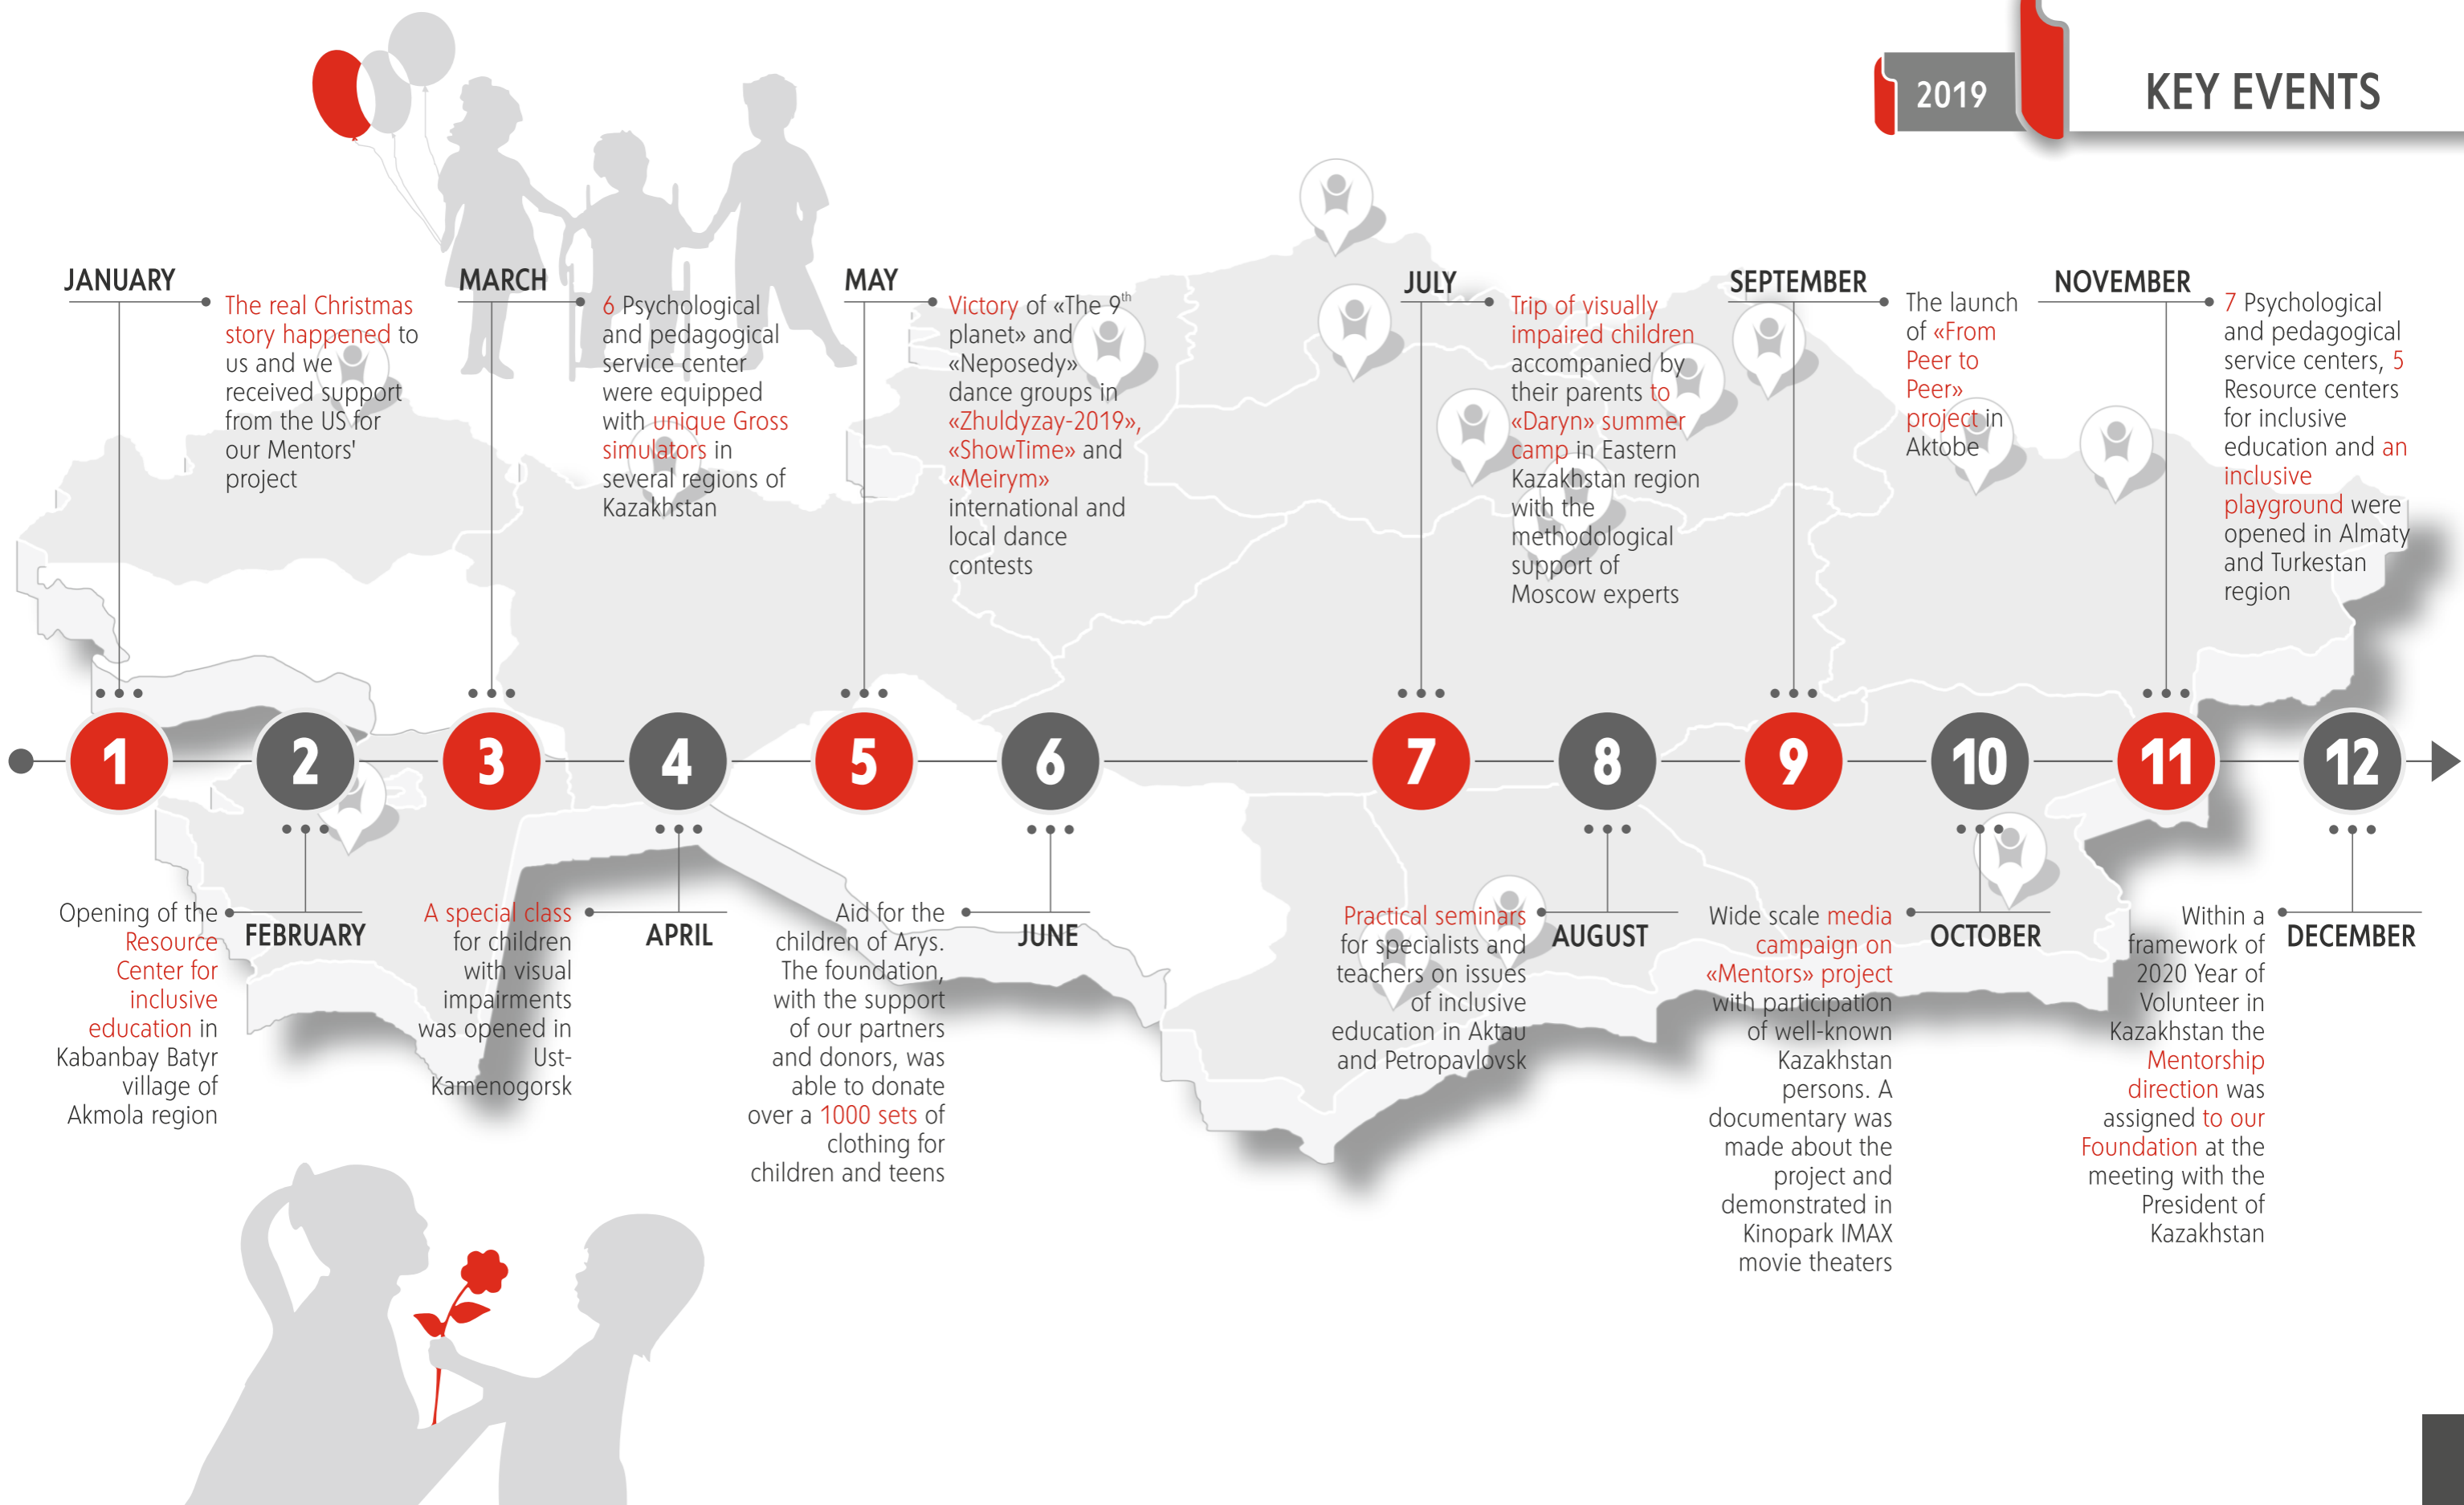 2019
KEY EVENTS
JANUARY
The real Christmas
story happened to
us and we
received support
from the US for
our Mentors'
project
MARCH
6 Psychological
and pedagogical
service center
were equipped
with unique Gross
simulators in
several regions of
Kazakhstan
MAY
Victory of «The 9th
planet» and
«Neposedy»
dance groups in
«Zhuldyzay-2019»,
«ShowTime» and
«Meirym»
international and
local dance
contests
JULY
Trip of visually
impaired children
accompanied by
their parents to
«Daryn» summer
camp in Eastern
Kazakhstan region
with the
methodological
support of
Moscow experts
SEPTEMBER
The launch
of «From
Peer to
Peer»
project in
Aktobe
NOVEMBER
7 Psychological
and pedagogical
service centers, 5
Resource centers
for inclusive
education and an
inclusive
playground were
opened in Almaty
and Turkestan
region
1
2
3
4
5
6
7
8
9
10
11
12
Opening of the
Resource
Center for
inclusive
education in
Kabanbay Batyr
village of
Akmola region
FEBRUARY
A special class
for children
with visual
impairments
was opened in
Ust-
Kamenogorsk
APRIL
Aid for the
children of Arys.
The foundation,
with the support
of our partners
and donors, was
able to donate
over a 1000 sets of
clothing for
children and teens
JUNE
Practical seminars
for specialists and
teachers on issues
of inclusive
education in Aktau
and Petropavlovsk
AUGUST
Wide scale media
campaign on
«Mentors» project
with participation
of well-known
Kazakhstan
persons. A
documentary was
made about the
project and
demonstrated in
Kinopark IMAX
movie theaters
OCTOBER
Within a
framework of
2020 Year of
Volunteer in
Kazakhstan the
Mentorship
direction was
assigned to our
Foundation at the
meeting with the
President of
Kazakhstan
DECEMBER